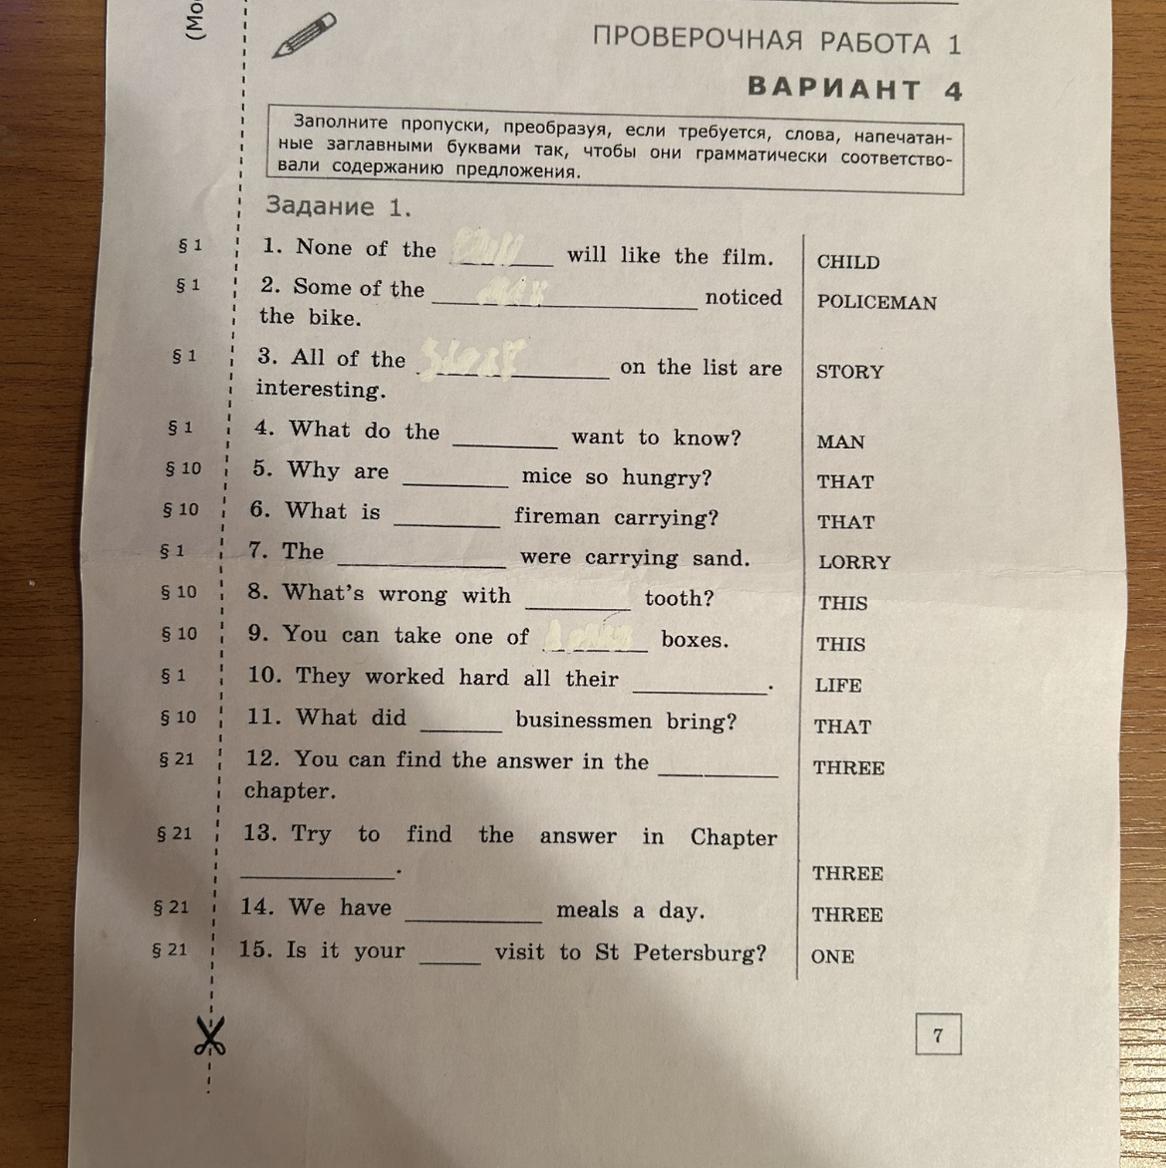 (Мо
ПРОВЕРОЧНАЯ РАБОТА 1
ВАРИАНТ 4
Заполните пропуски, преобразуя, если требуется, слова, напечатан-
ные заглавными буквами так, чтобы они грамматически соответство-
вали содержанию предложения.
Задание 1.
§ 1 1. None of the ______ will like the film. CHILD
§ 1 2. Some of the ______ noticed POLICEMAN
the bike.
§ 1 3. All of the ______ on the list are STORY
interesting.
§ 1 4. What do the ______ want to know? MAN
§ 10 5. Why are ______ mice so hungry? THAT
§ 10 6. What is ______ fireman carrying? THAT
§ 1 7. The ______ were carrying sand. LORRY
§ 10 8. What's wrong with ______ tooth? THIS
§ 10 9. You can take one of ______ boxes. THIS
§ 1 10. They worked hard all their ______. LIFE
§ 10 11. What did ______ businessmen bring? THAT
§ 21 12. You can find the answer in the ______ THREE
chapter.
§ 21 13. Try to find the answer in Chapter
______. THREE
§ 21 14. We have ______ meals a day. THREE
§ 21 15. Is it your ______ visit to St Petersburg? ONE
7